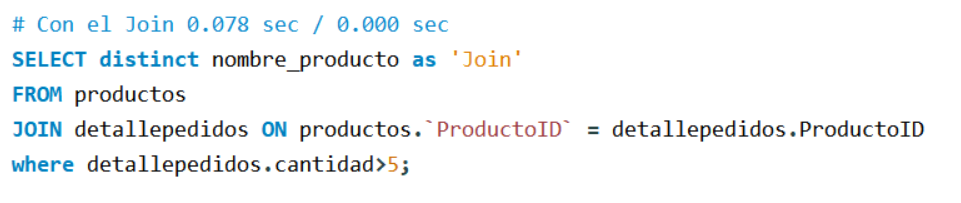 # Con el Join 0.078 sec / 0.000 sec
SELECT distinct nombre_producto as 'Join'
FROM productos
JOIN detallepedidos ON productos.`ProductoID` = detallepedidos.ProductoID
where detallepedidos.cantidad>5;